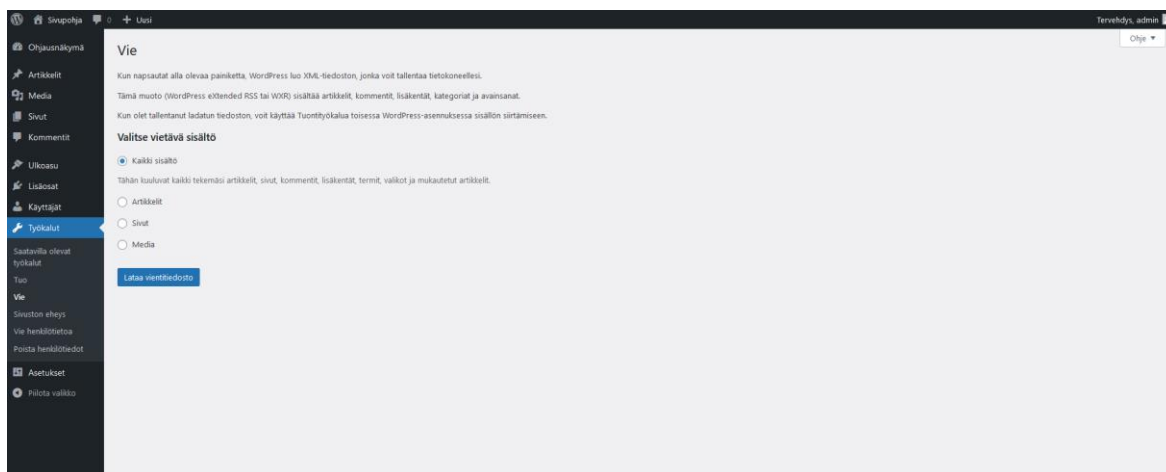 Sivupohja 0 + Uusi Tervehdys, admin
Ohje ▼
Ohjausnäkymä
Artikkelit
Media
Sivut
Kommentit
Ulkoasu
Lisäosat
Käyttäjät
Työkalut
Saatavilla olevat
työkalut
Tuo
Vie
Sivuston eheys
Vie henkilötietoa
Poista henkilötiedot
Asetukset
Piilota valikko
Vie
Kun napsautat alla olevaa painiketta, WordPress luo XML-tiedoston, jonka voit tallentaa tietokoneellesi.
Tämä muoto (WordPress eXtended RSS tai WXR) sisältää artikkelit, kommentit, lisäkentät, kategoriat ja avainsanat.
Kun olet tallentanut ladatun tiedoston, voit käyttää Tuontityökalua toisessa WordPress-asennuksessa sisällön siirtämiseen.
Valitse vietävä sisältö
Kaikki sisältö
Tähän kuuluvat kaikki tekemäsi artikkelit, sivut, kommentit, lisäkentät, termit, valikot ja mukautetut artikkelit.
Artikkelit
Sivut
Media
Lataa vientitiedosto